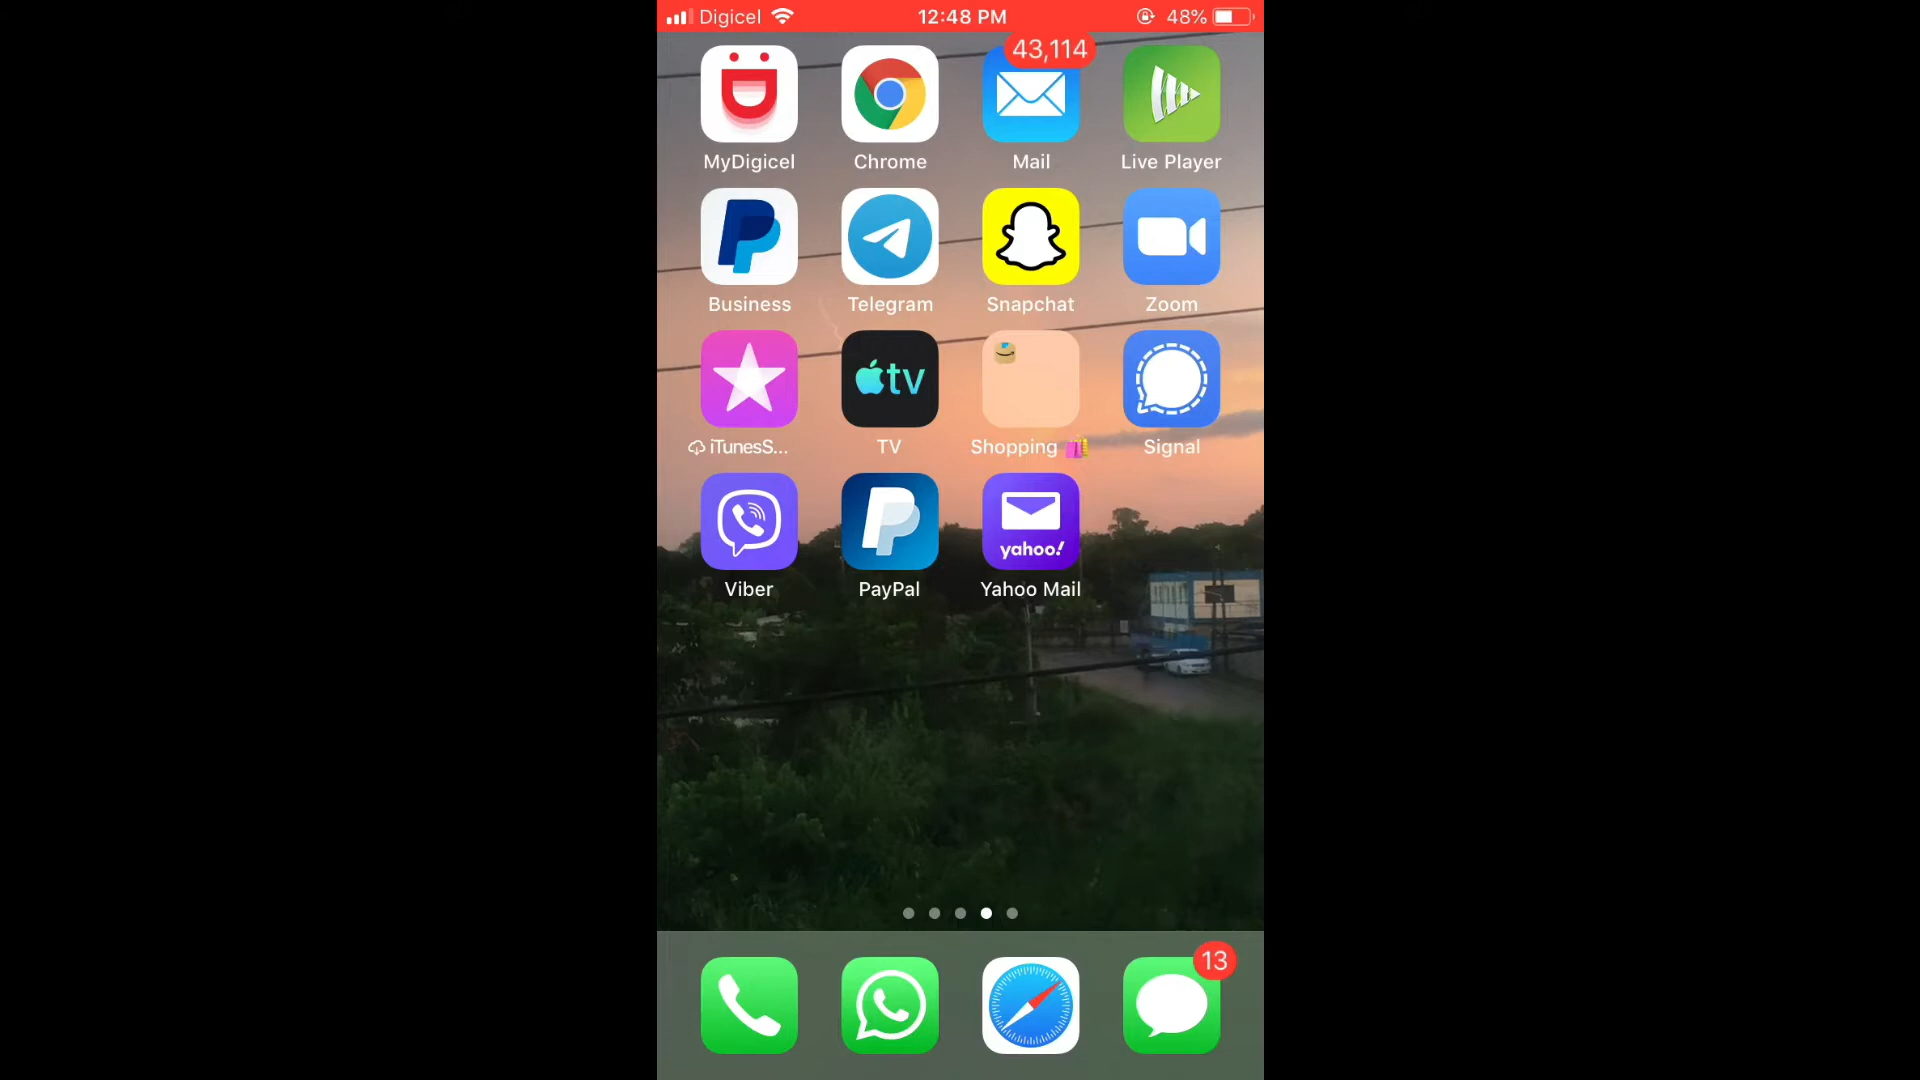 Digicel 12:48 PM 48%
43,114
MyDigicel Chrome Mail Live Player
Business Telegram Snapchat Zoom
tv
iTunesS... TV Shopping 🛍️ Signal
yahoo!
Viber PayPal Yahoo Mail
13